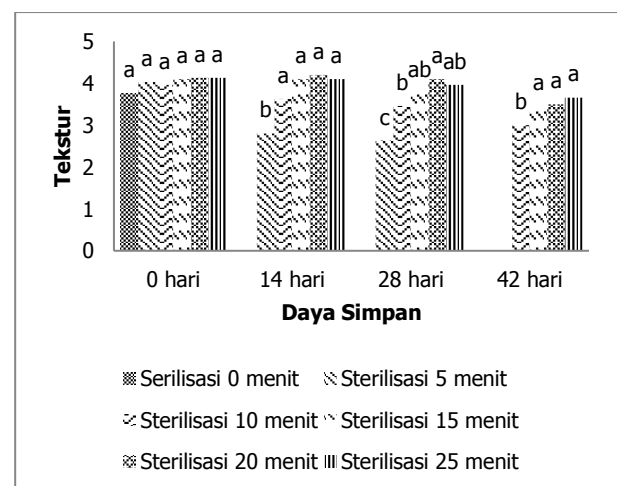 5
4
3
2
1
0
Tekstur
a a a a a a
b a a a a
c b ab a ab
b a a a
0 hari 14 hari 28 hari 42 hari
Daya Simpan
Serilisasi 0 menit Sterilisasi 5 menit
Sterilisasi 10 menit Sterilisasi 15 menit
Sterilisasi 20 menit Sterilisasi 25 menit